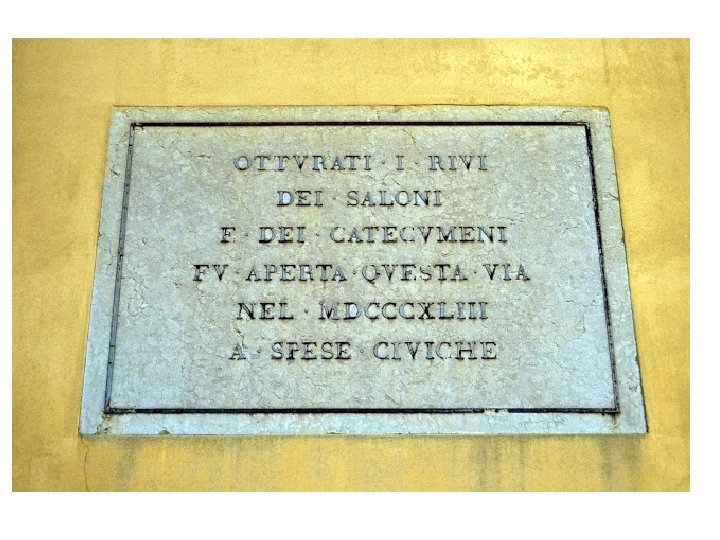 OTTVRATI · I · RIVI
DEI · SALONI
E · DEI · CATECVMENI
FV · APERTA · QVESTA · VIA
NEL · MDCCCXLIII
A · SPESE · CIVICHE